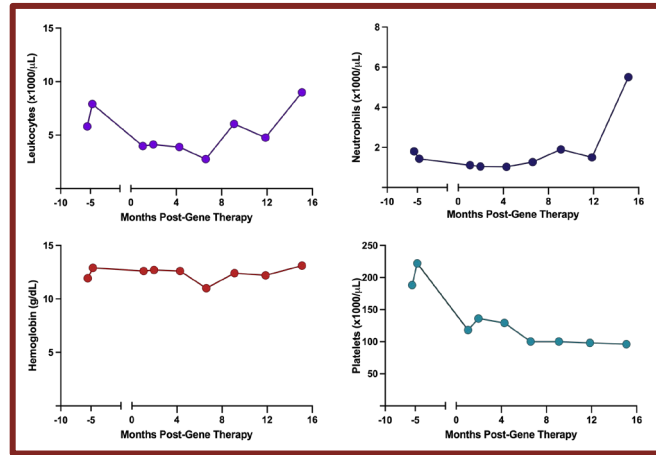 Leukocytes (x1000/μL)
15
10
5
-10 -5 0 4 8 12 16
Months Post-Gene Therapy
Neutrophils (x1000/μL)
8
6
4
2
-10 -5 0 4 8 12 16
Months Post-Gene Therapy
Hemoglobin (g/dL)
15
10
5
-10 -5 0 4 8 12 16
Months Post-Gene Therapy
Platelets (x1000/μL)
250
200
150
100
50
-10 -5 0 4 8 12 16
Months Post-Gene Therapy